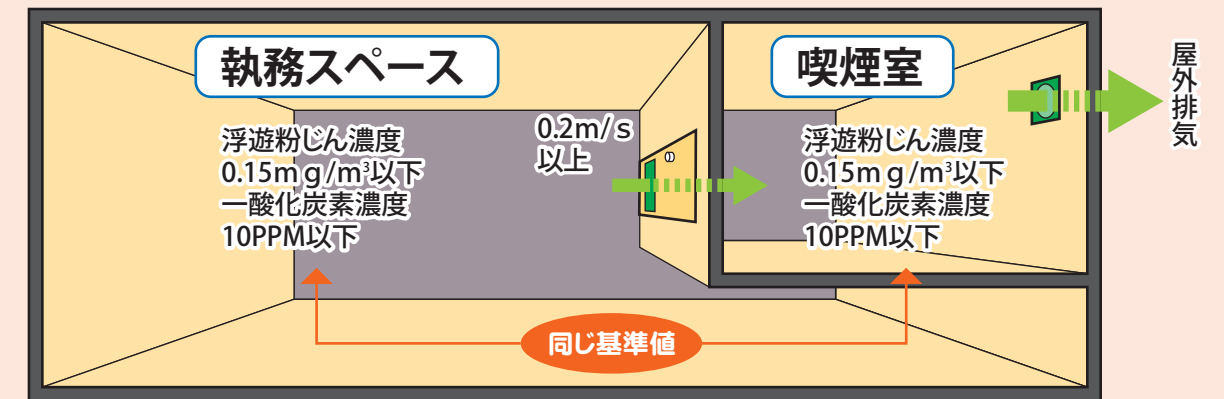 執務スペース
浮遊粉じん濃度
0.15mg/m³以下
一酸化炭素濃度
10PPM以下
0.2m/s
以上
喫煙室
浮遊粉じん濃度
0.15mg/m³以下
一酸化炭素濃度
10PPM以下
屋外排気
同じ基準値